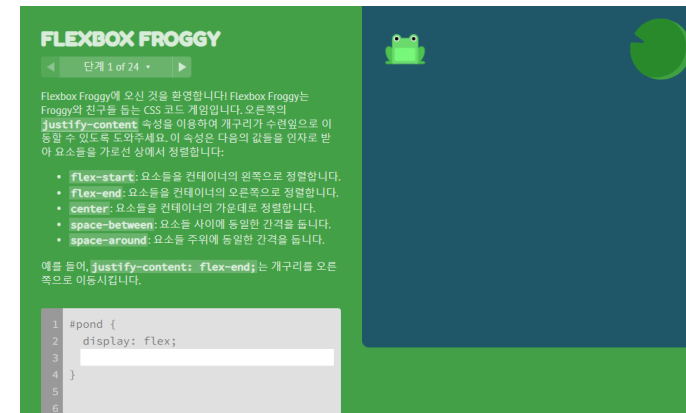 FLEXBOX FROGGY
◀ 단계 1 of 24 ▾ ▶
Flexbox Froggy에 오신 것을 환영합니다! Flexbox Froggy는
Froggy와 친구들 돕는 CSS 코드 게임입니다. 오른쪽의
justify-content 속성을 이용하여 개구리가 수련잎으로 이
동할 수 있도록 도와주세요. 이 속성은 다음의 값들을 인자로 받
아 요소들을 가로선 상에서 정렬합니다:
• flex-start: 요소들을 컨테이너의 왼쪽으로 정렬합니다.
• flex-end: 요소들을 컨테이너의 오른쪽으로 정렬합니다.
• center: 요소들을 컨테이너의 가운데로 정렬합니다.
• space-between: 요소들 사이에 동일한 간격을 둡니다.
• space-around: 요소들 주위에 동일한 간격을 둡니다.
예를 들어, justify-content: flex-end;는 개구리를 오른
쪽으로 이동시킵니다.
1 #pond {
2 display: flex;
3
4 }
5
6